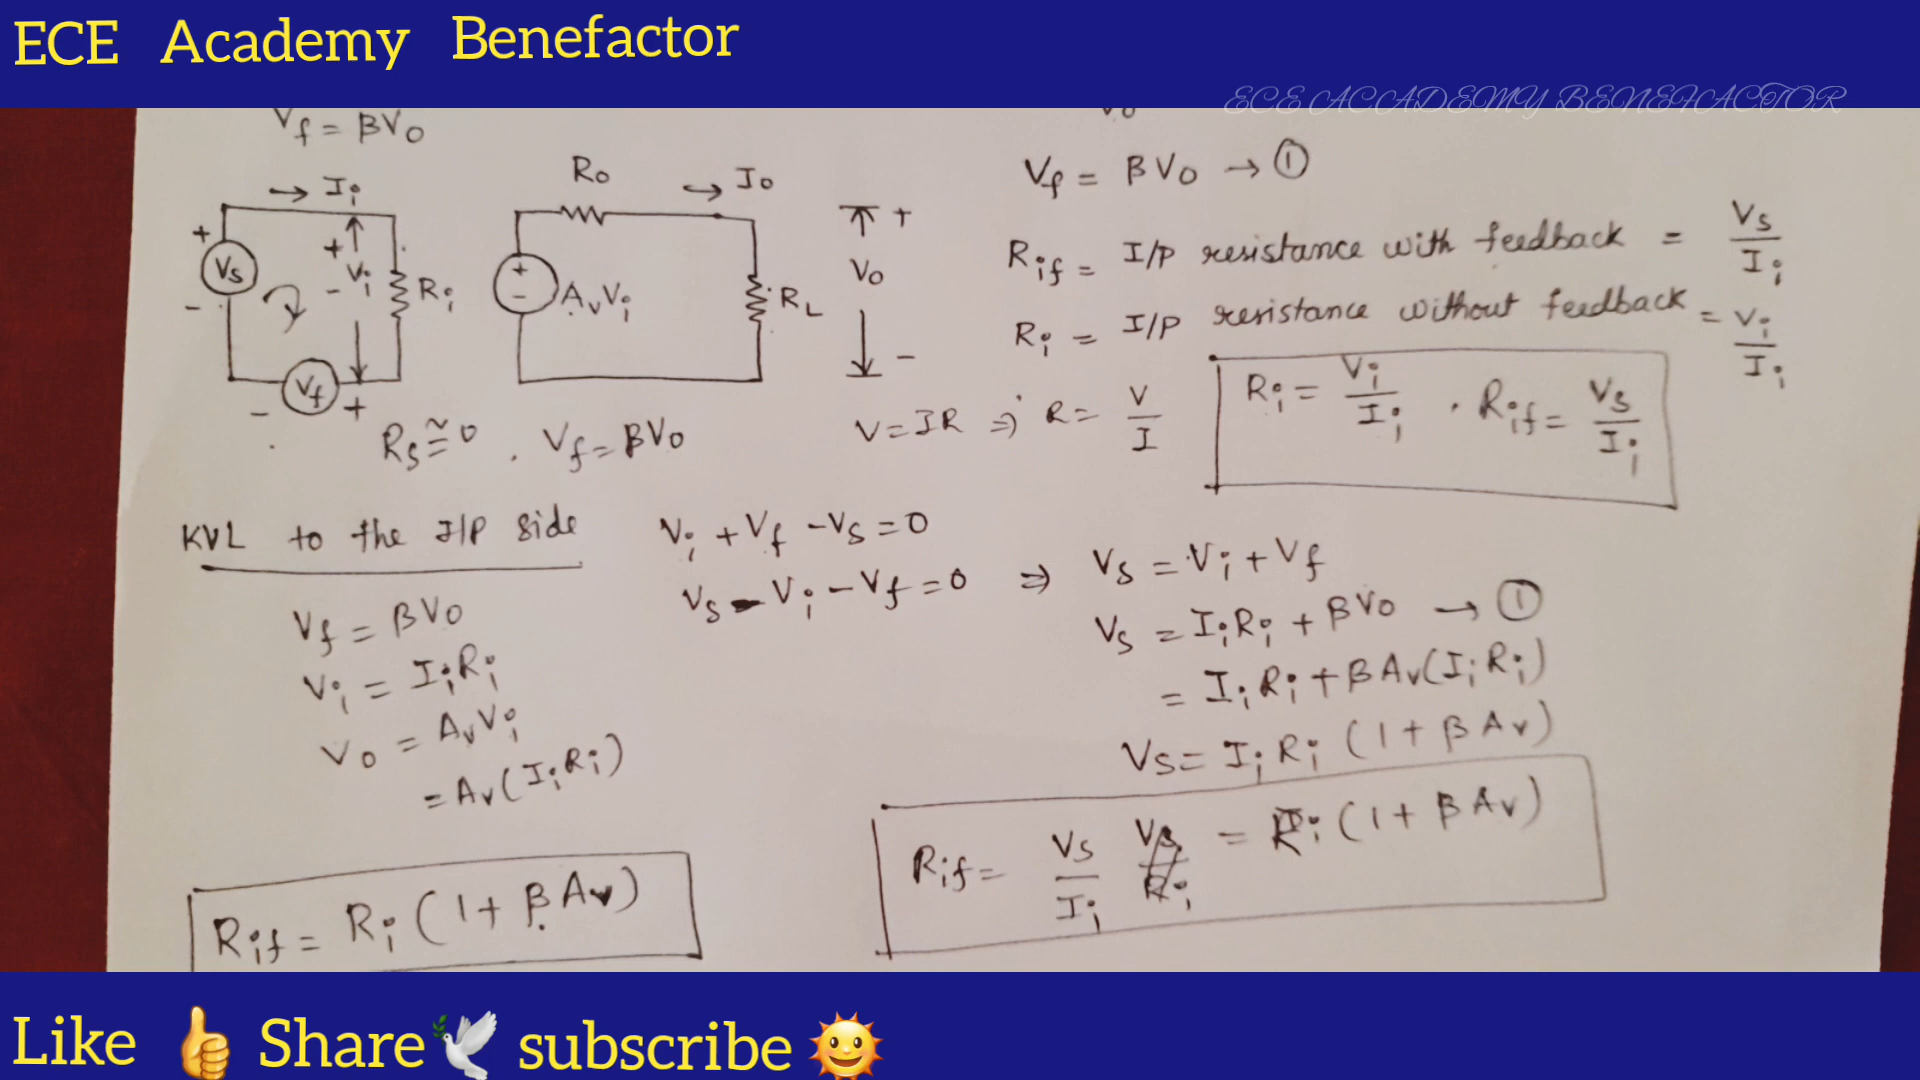 ECE Academy Benefactor
ECE ACCADEMY BENEFACTOR
Vf = βVo
Ii
Ro
Io
+
Vs
-
+
Vi
-
Ri
Vf
-
+
+
-
AvVi
RL
+
Vo
-
Rs ≅ 0 . Vf = βVo
Vo
Vf = βVo → ①
Rif = I/P resistance with feedback = Vs / Ii
Ri = I/P resistance without feedback = Vi / Ii
V = IR ⇒ R = V / I
Ri = Vi / Ii . Rif = Vs / Ii
KVL to the I/P side
Vi + Vf - Vs = 0
Vs - Vi - Vf = 0 ⇒ Vs = Vi + Vf
Vf = βVo
Vi = IiRi
Vo = AvVi
= Av(IiRi)
Vs = IiRi + βVo → ①
= IiRi + βAv(IiRi)
Vs = IiRi (1 + βAv)
Rif = Vs / Ii = Ri (1 + βAv)
Rif = Ri (1 + βAv)
Like 👍 Share 🕊 subscribe 🌞